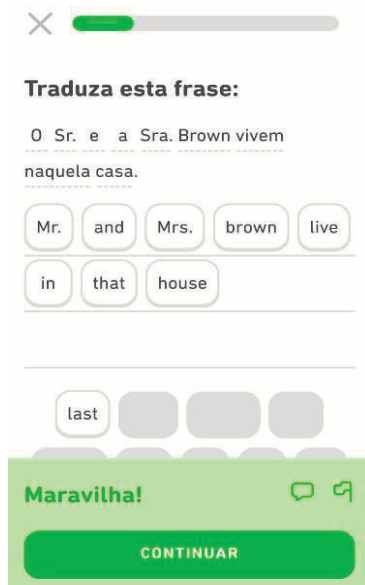 Traduza esta frase:
O Sr. e a Sra. Brown vivem
naquela casa.
Mr. and Mrs. brown live
in that house
last
Maravilha!
CONTINUAR